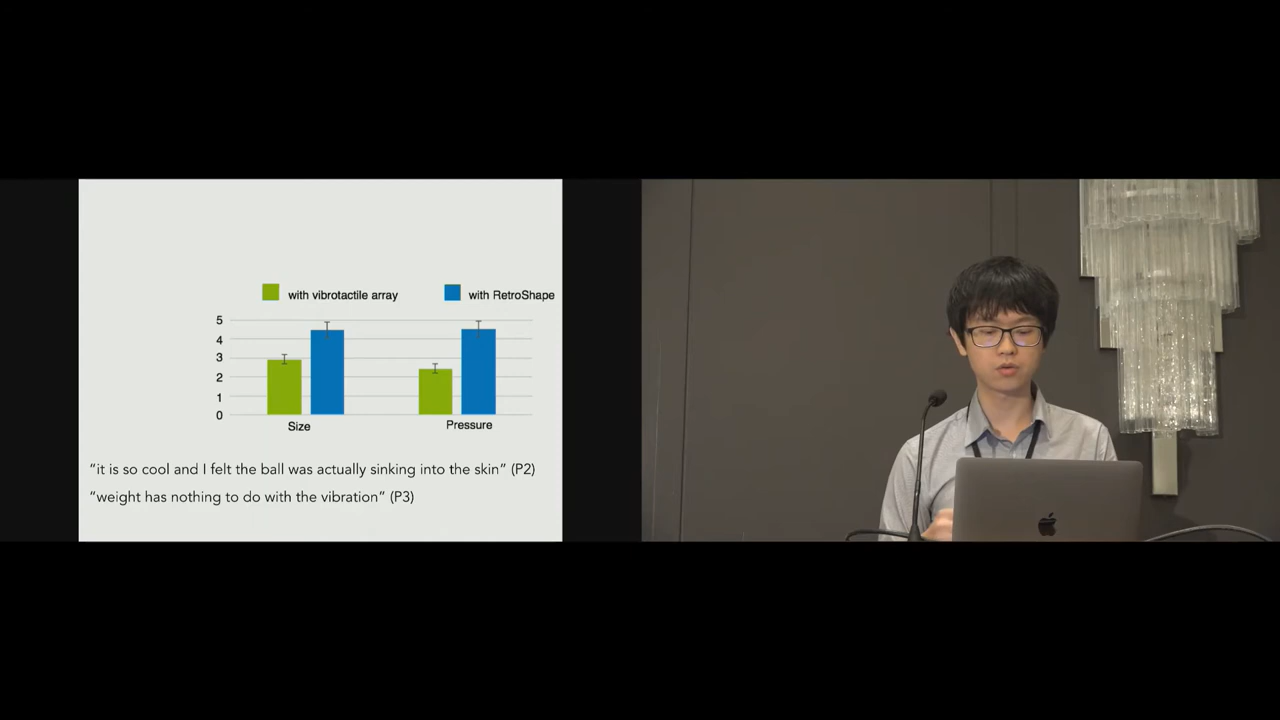 with vibrotactile array
with RetroShape
5
4
3
2
1
0
Size
Pressure
“it is so cool and I felt the ball was actually sinking into the skin” (P2)
“weight has nothing to do with the vibration” (P3)